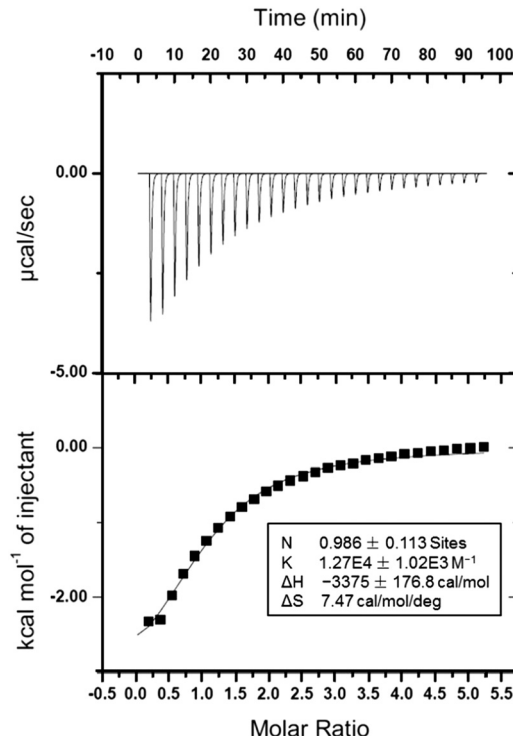 Time (min)
-10 0 10 20 30 40 50 60 70 80 90 100
0.00
µcal/sec
-5.00
0.00
kcal mol⁻¹ of injectant
N 0.986 ± 0.113 Sites
K 1.27E4 ± 1.02E3 M⁻¹
ΔH −3375 ± 176.8 cal/mol
ΔS 7.47 cal/mol/deg
-2.00
-0.5 0.0 0.5 1.0 1.5 2.0 2.5 3.0 3.5 4.0 4.5 5.0 5.5
Molar Ratio